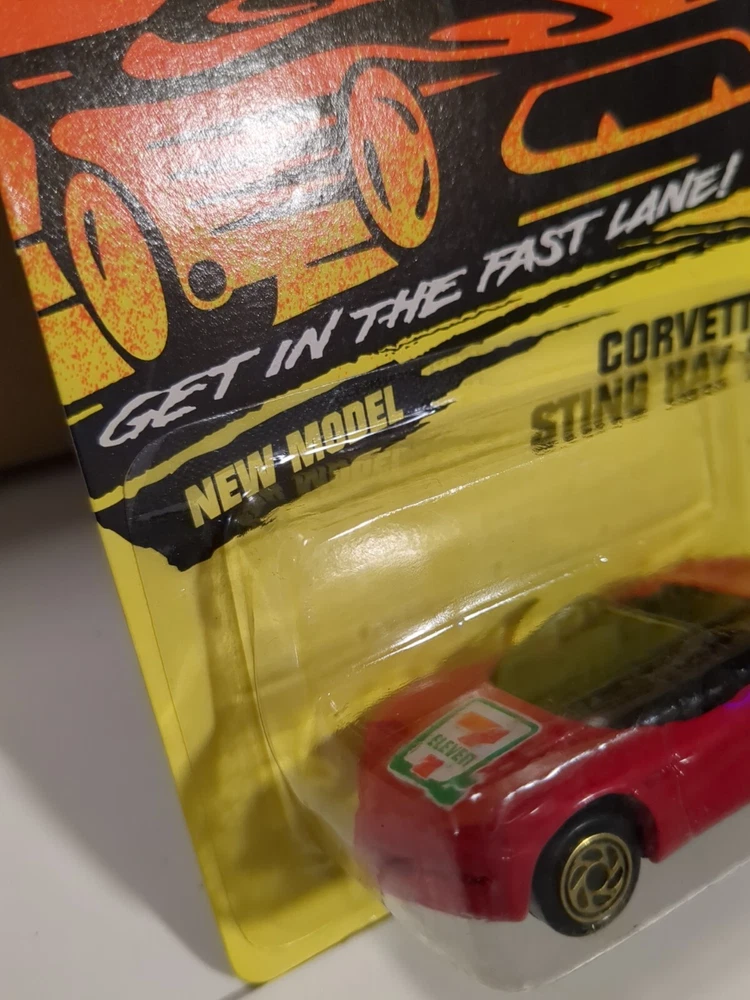 GET IN THE FAST LANE!
NEW MODEL
CORVETT
STING RAY
7
ELEVEN